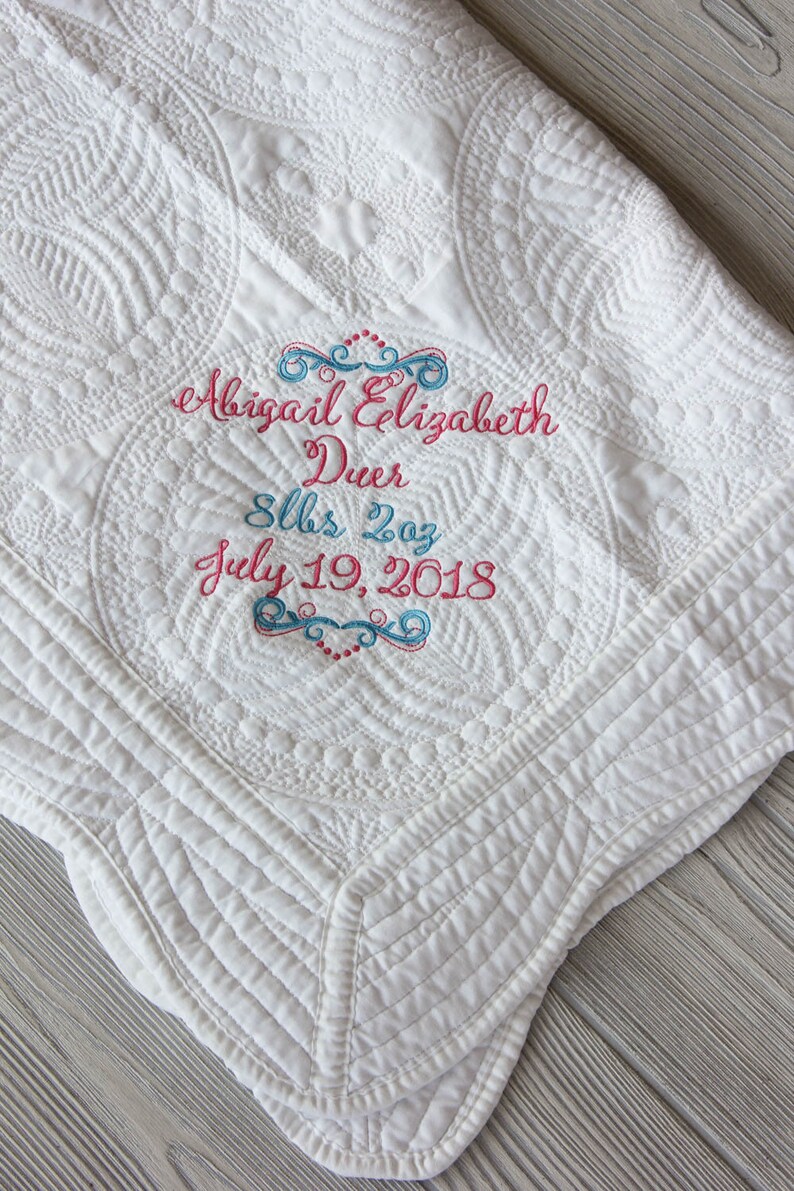 Abigail Elizabeth
Duer
8lbs 2oz
July 19, 2018